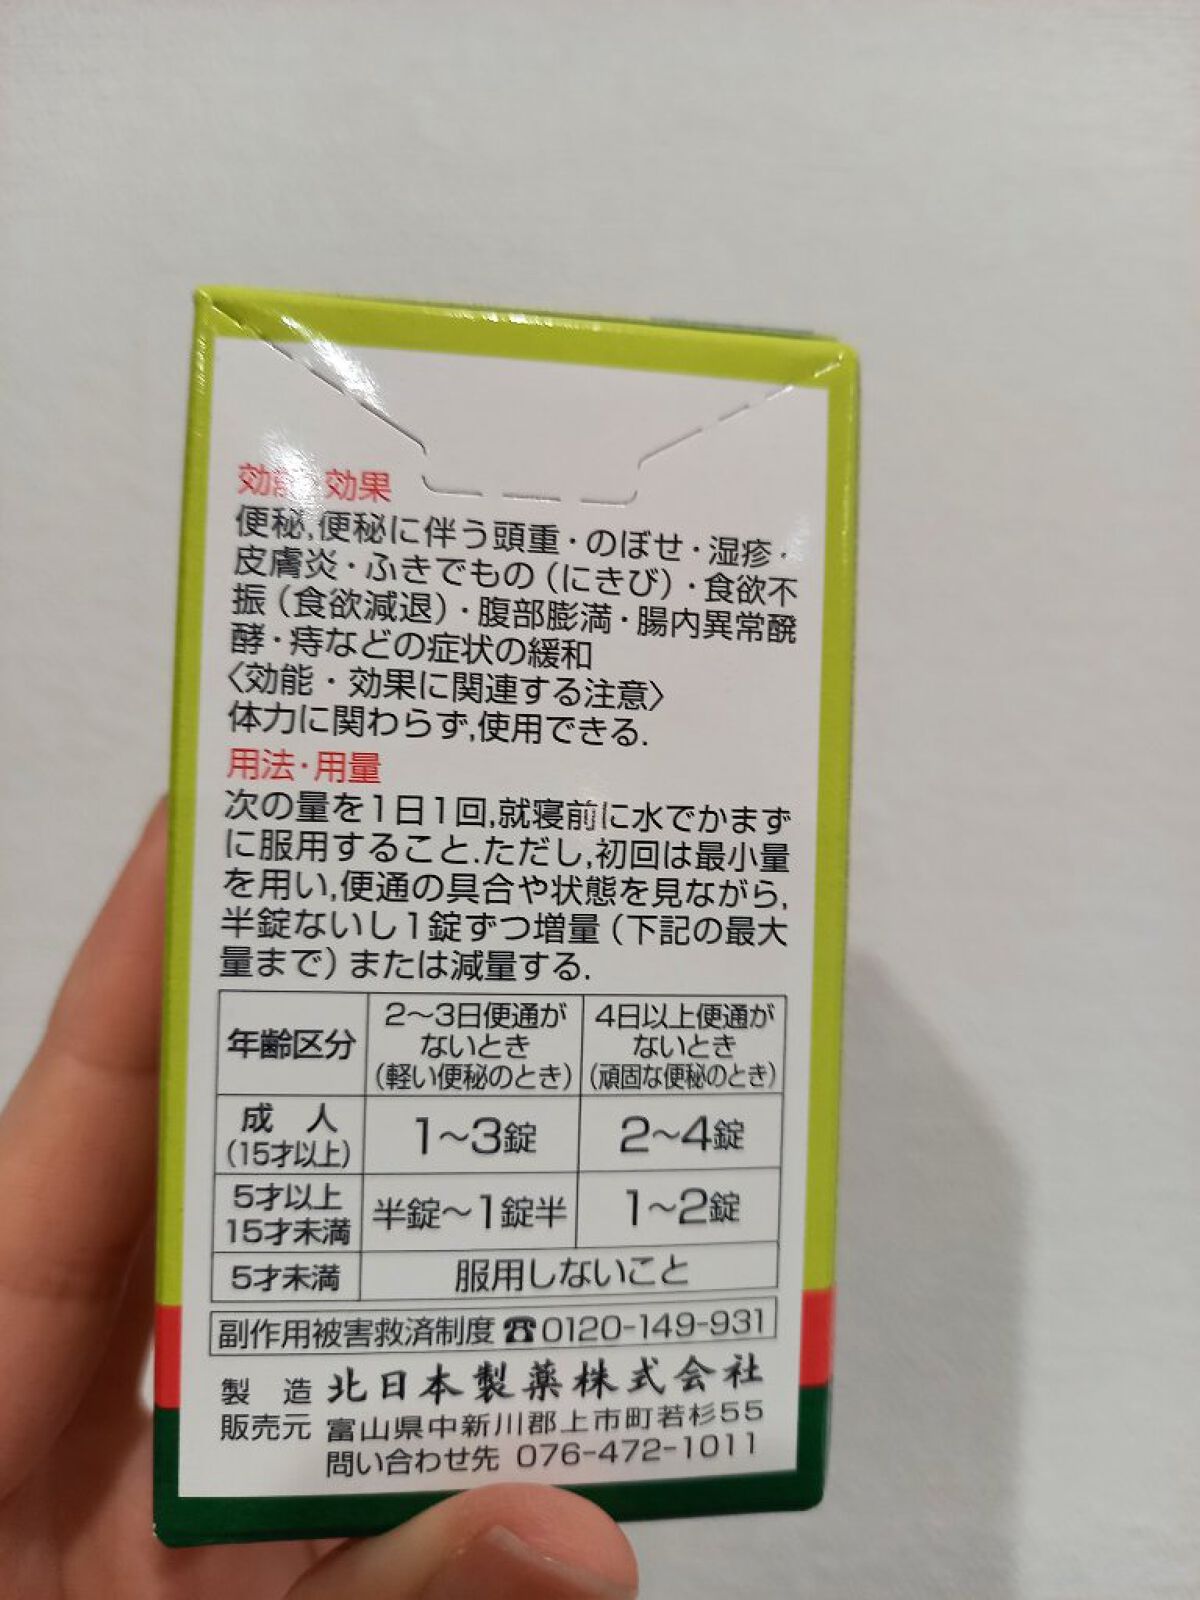 効能・効果
便秘,便秘に伴う頭重・のぼせ・湿疹・
皮膚炎・ふきでもの（にきび）・食欲不
振（食欲減退）・腹部膨満・腸内異常醗
酵・痔などの症状の緩和
〈効能・効果に関連する注意〉
体力に関わらず,使用できる.
用法・用量
次の量を1日1回,就寝前に水でかまず
に服用すること.ただし,初回は最小量
を用い,便通の具合や状態を見ながら,
半錠ないし1錠ずつ増量（下記の最大
量まで）または減量する.
年齢区分
2〜3日便通が
ないとき
（軽い便秘のとき）
4日以上便通が
ないとき
（頑固な便秘のとき）
成　人
（15才以上）
1〜3錠
2〜4錠
5才以上
15才未満
半錠〜1錠半
1〜2錠
5才未満
服用しないこと
副作用被害救済制度 ☎0120-149-931
製　造 北日本製薬株式会社
販売元 富山県中新川郡上市町若杉55
問い合わせ先 076-472-1011